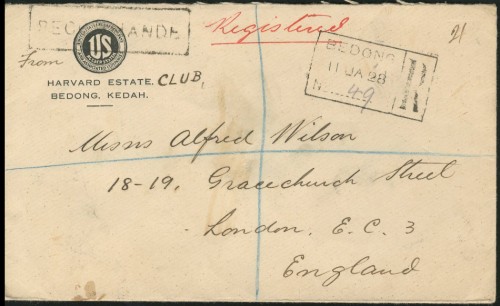 RECOMMANDÉ
Registered
21
US
From
HARVARD ESTATE, CLUB,
BEDONG, KEDAH.
BEDONG
11 JA 28
No. 49
Messrs Alfred Wilson
18-19, Gracechurch Street
London, E. C. 3
England